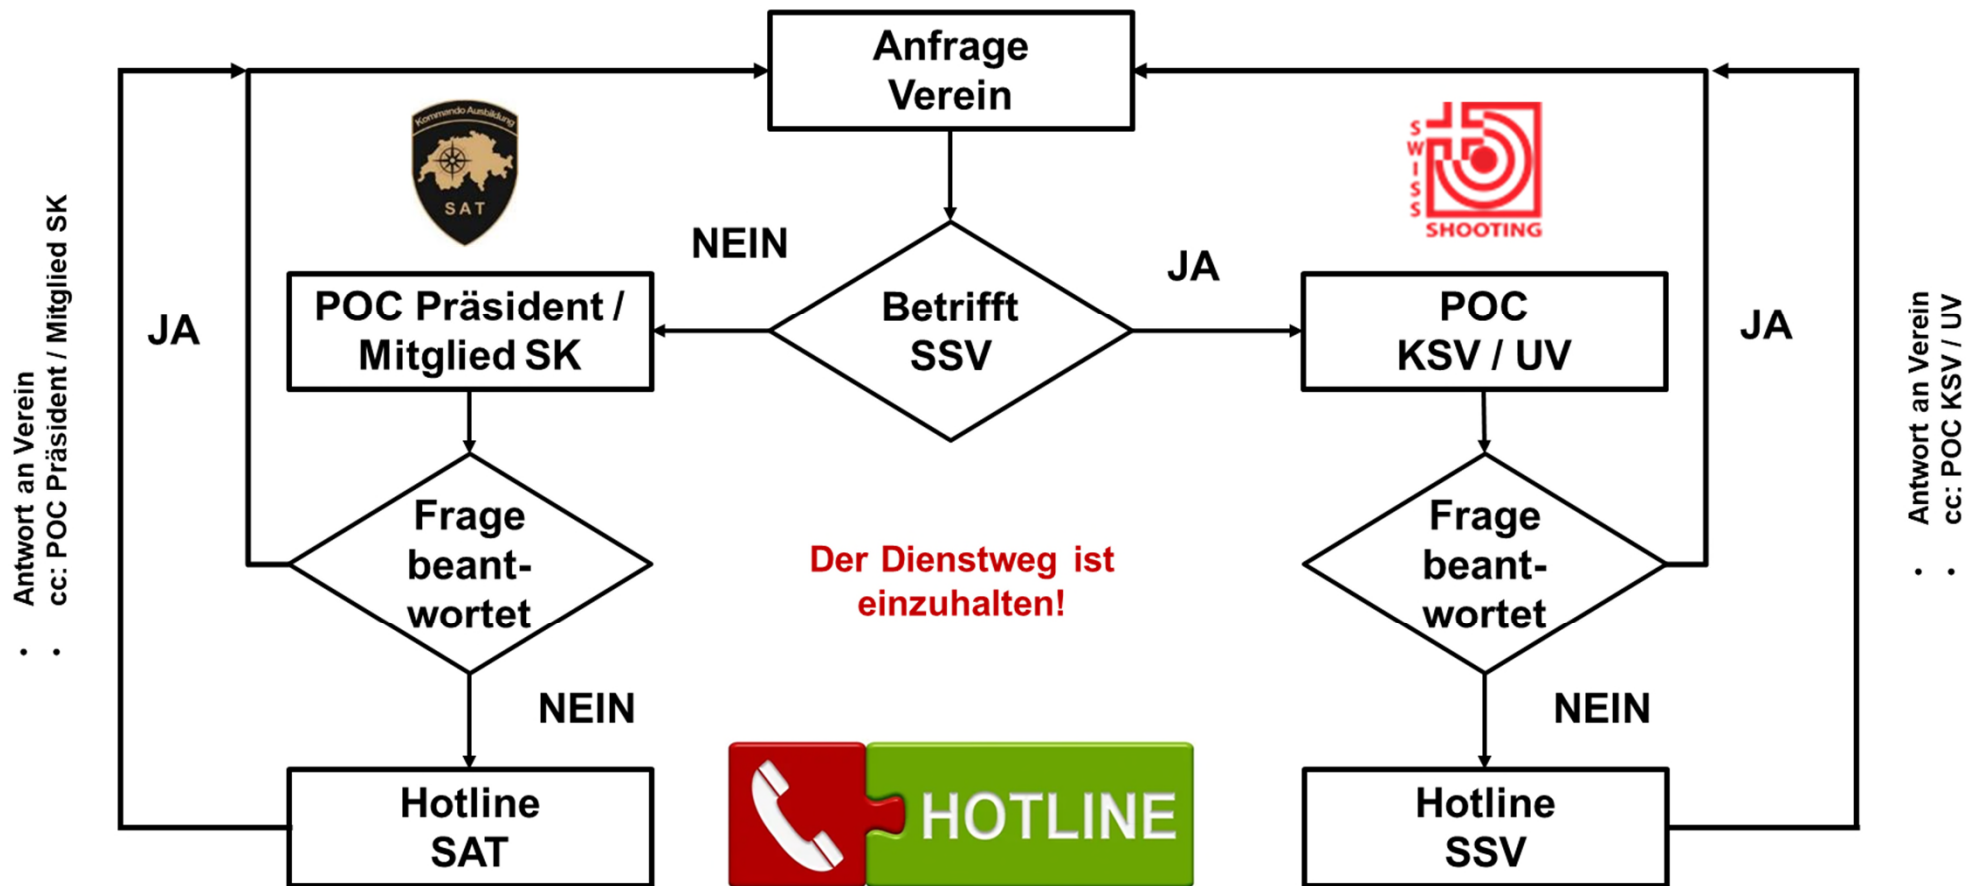 Anfrage
Verein
Kommando Ausbildung
SAT
SWISS
SHOOTING
NEIN
JA
Betrifft
SSV
POC Präsident /
Mitglied SK
POC
KSV / UV
JA
JA
• Antwort an Verein
• cc: POC Präsident / Mitglied SK
• Antwort an Verein
• cc: POC KSV / UV
Frage
beant-
wortet
Der Dienstweg ist
einzuhalten!
Frage
beant-
wortet
NEIN
NEIN
Hotline
SAT
HOTLINE
Hotline
SSV